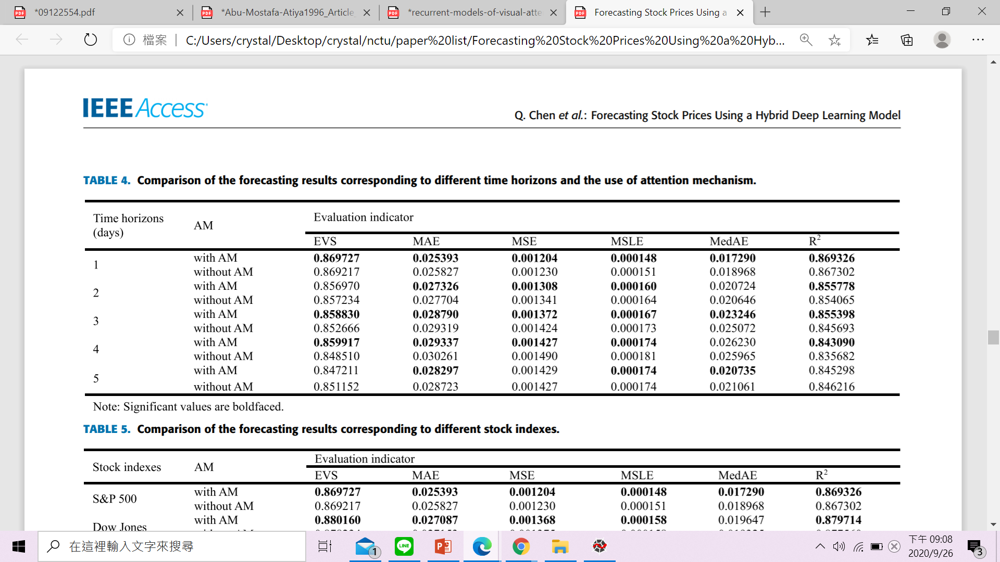 *09122554.pdf
*Abu-Mostafa-Atiya1996_Article_
*recurrent-models-of-visual-atte
Forecasting Stock Prices Using a
檔案
C:/Users/crystal/Desktop/crystal/nctu/paper%20list/Forecasting%20Stock%20Prices%20Using%20a%20Hyb...
IEEE Access
Q. Chen et al.: Forecasting Stock Prices Using a Hybrid Deep Learning Model
TABLE 4. Comparison of the forecasting results corresponding to different time horizons and the use of attention mechanism.
Time horizons (days) AM Evaluation indicator
EVS MAE MSE MSLE MedAE R²
1 with AM 0.869727 0.025393 0.001204 0.000148 0.017290 0.869326
without AM 0.869217 0.025827 0.001230 0.000151 0.018968 0.867302
2 with AM 0.856970 0.027326 0.001308 0.000160 0.020724 0.855778
without AM 0.857234 0.027704 0.001341 0.000164 0.020646 0.854065
3 with AM 0.858830 0.028790 0.001372 0.000167 0.023246 0.855398
without AM 0.852666 0.029319 0.001424 0.000173 0.025072 0.845693
4 with AM 0.859917 0.029337 0.001427 0.000174 0.026230 0.843090
without AM 0.848510 0.030261 0.001490 0.000181 0.025965 0.835682
5 with AM 0.847211 0.028297 0.001429 0.000174 0.020735 0.845298
without AM 0.851152 0.028723 0.001427 0.000174 0.021061 0.846216
Note: Significant values are boldfaced.
TABLE 5. Comparison of the forecasting results corresponding to different stock indexes.
Stock indexes AM Evaluation indicator
EVS MAE MSE MSLE MedAE R²
S&P 500 with AM 0.869727 0.025393 0.001204 0.000148 0.017290 0.869326
without AM 0.869217 0.025827 0.001230 0.000151 0.018968 0.867302
Dow Jones with AM 0.880160 0.027087 0.001368 0.000158 0.019647 0.879714
在這裡輸入文字來搜尋
1
LINE
下午 09:08
2020/9/26
3